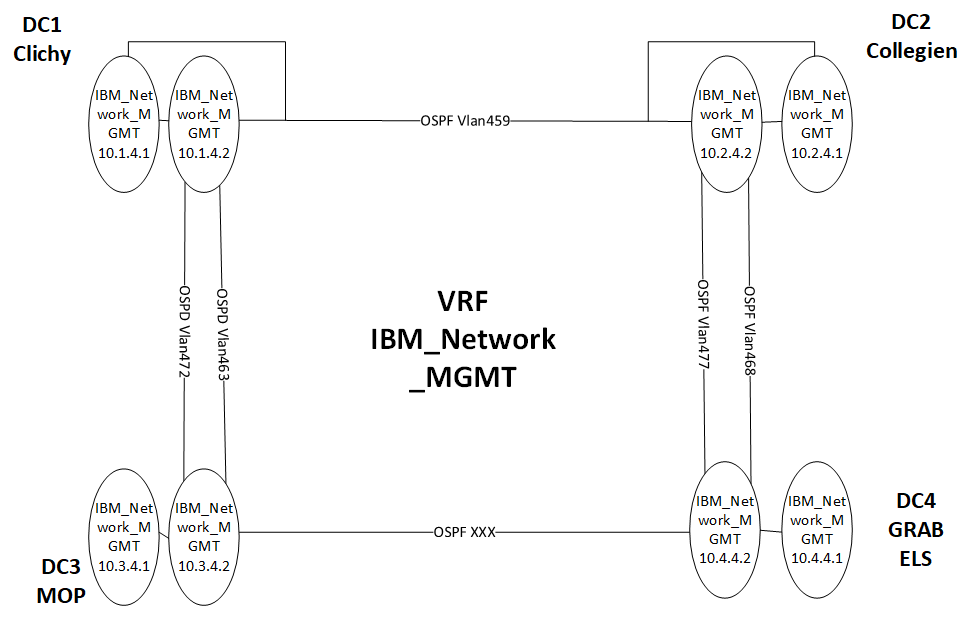 DC1
Clichy
DC2
Collegien
IBM_Net
work_M
GMT
10.1.4.1
IBM_Net
work_M
GMT
10.1.4.2
OSPF Vlan459
IBM_Net
work_M
GMT
10.2.4.2
IBM_Net
work_M
GMT
10.2.4.1
OSPD Vlan472
OSPD Vlan463
VRF
IBM_Network
_MGMT
OSPF Vlan477
OSPF Vlan468
IBM_Net
work_M
GMT
10.3.4.1
IBM_Net
work_M
GMT
10.3.4.2
OSPF XXX
IBM_Net
work_M
GMT
10.4.4.2
IBM_Net
work_M
GMT
10.4.4.1
DC3
MOP
DC4
GRAB
ELS